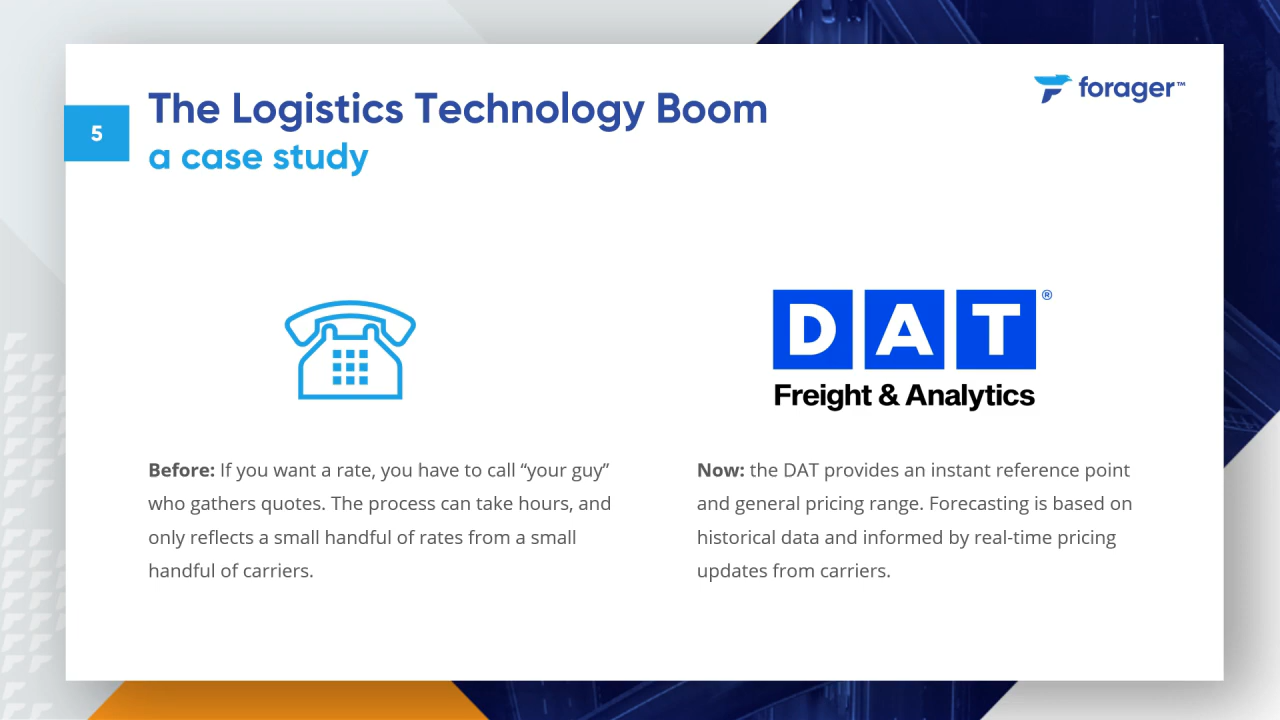 5
The Logistics Technology Boom
a case study
forager™
DAT®
Freight & Analytics
Before: If you want a rate, you have to call “your guy”
who gathers quotes. The process can take hours, and
only reflects a small handful of rates from a small
handful of carriers.
Now: the DAT provides an instant reference point
and general pricing range. Forecasting is based on
historical data and informed by real-time pricing
updates from carriers.